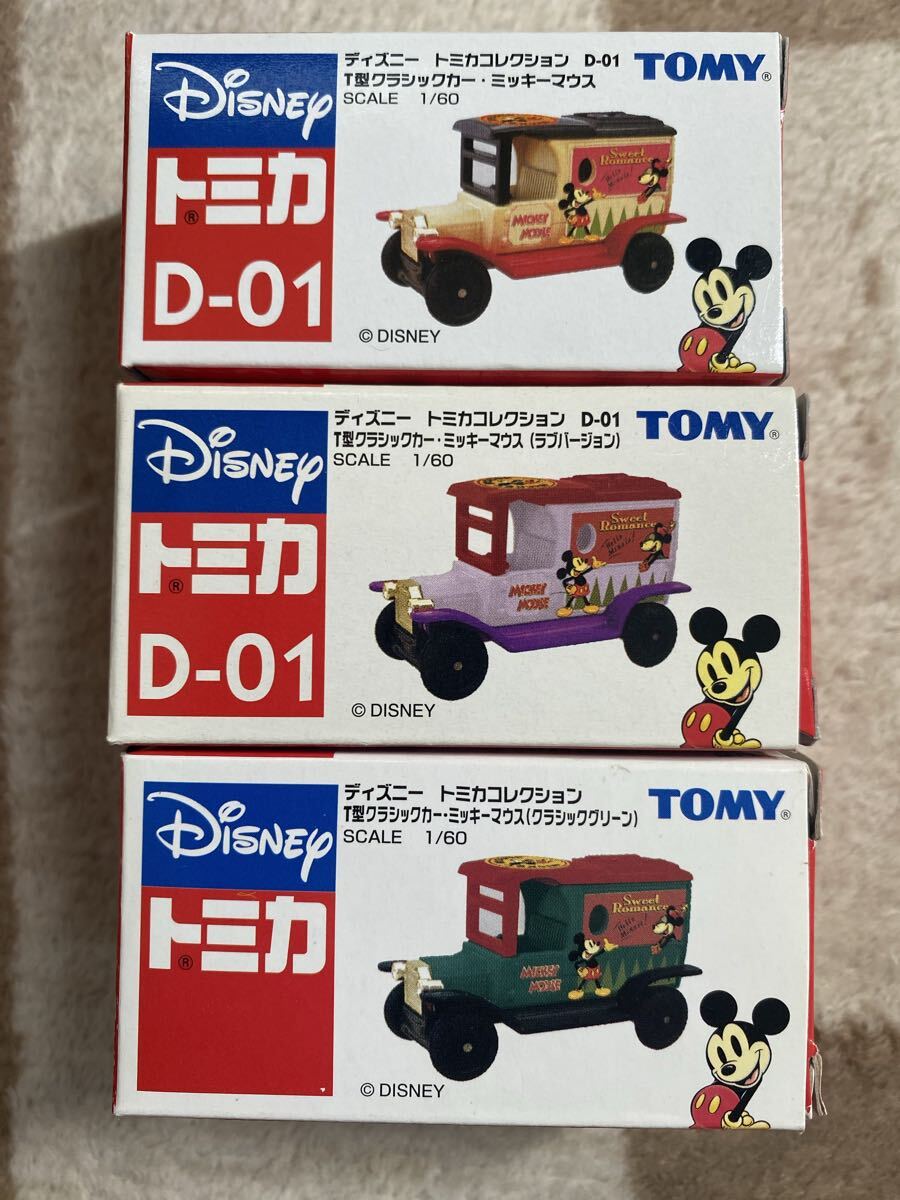 DISNEY
トミカ®
D-01
ディズニー トミカコレクション D-01
T型クラシックカー・ミッキーマウス
SCALE 1/60
TOMY®
Sweet
Romance
Hello
Minnie!
MICKEY
MOUSE
© DISNEY
DISNEY
トミカ®
D-01
ディズニー トミカコレクション D-01
T型クラシックカー・ミッキーマウス (ラブバージョン)
SCALE 1/60
TOMY®
Sweet
Romance
Hello
Minnie!
MICKEY
MOUSE
© DISNEY
DISNEY
トミカ®
ディズニー トミカコレクション
T型クラシックカー・ミッキーマウス(クラシックグリーン)
SCALE 1/60
TOMY®
Sweet
Romance
Hello
Minnie!
MICKEY
MOUSE
© DISNEY